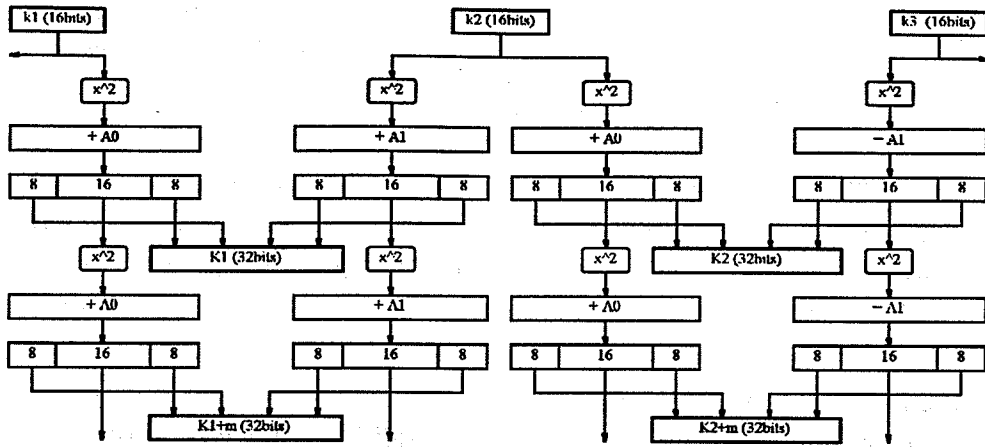 k1 (16bits) k2 (16bits) k3 (16bits)
x^2 x^2 x^2 x^2
+ A0 + A1 + A0 − A1
8 16 8 8 16 8 8 16 8 8 16 8
K1 (32bits) K2 (32bits)
x^2 x^2 x^2 x^2
+ A0 + A1 + A0 − A1
8 16 8 8 16 8 8 16 8 8 16 8
K1+m (32bits) K2+m (32bits)